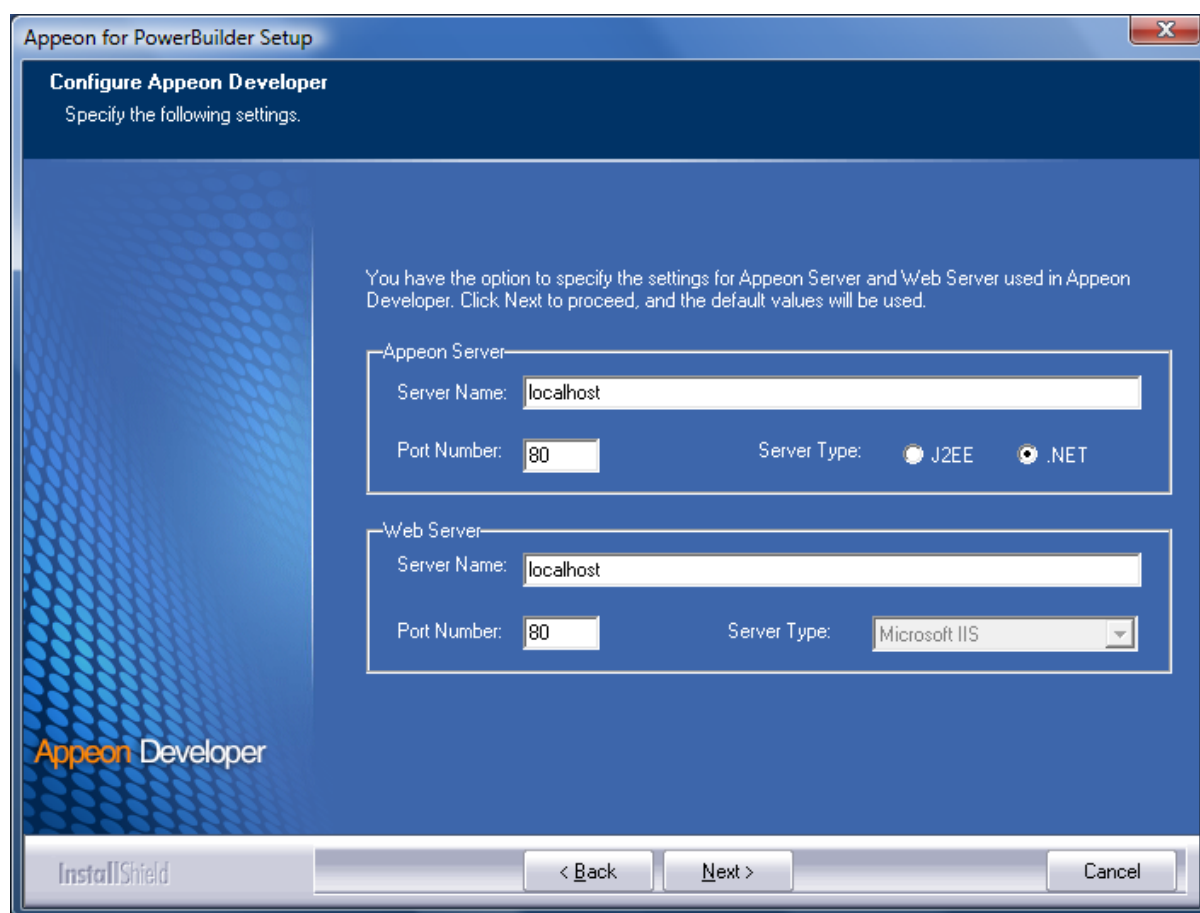 Appeon for PowerBuilder Setup
Configure Appeon Developer
Specify the following settings.
You have the option to specify the settings for Appeon Server and Web Server used in Appeon
Developer. Click Next to proceed, and the default values will be used.
Appeon Server
Server Name: localhost
Port Number: 80 Server Type: J2EE .NET
Web Server
Server Name: localhost
Port Number: 80 Server Type: Microsoft IIS
Appeon Developer
InstallShield < Back Next > Cancel